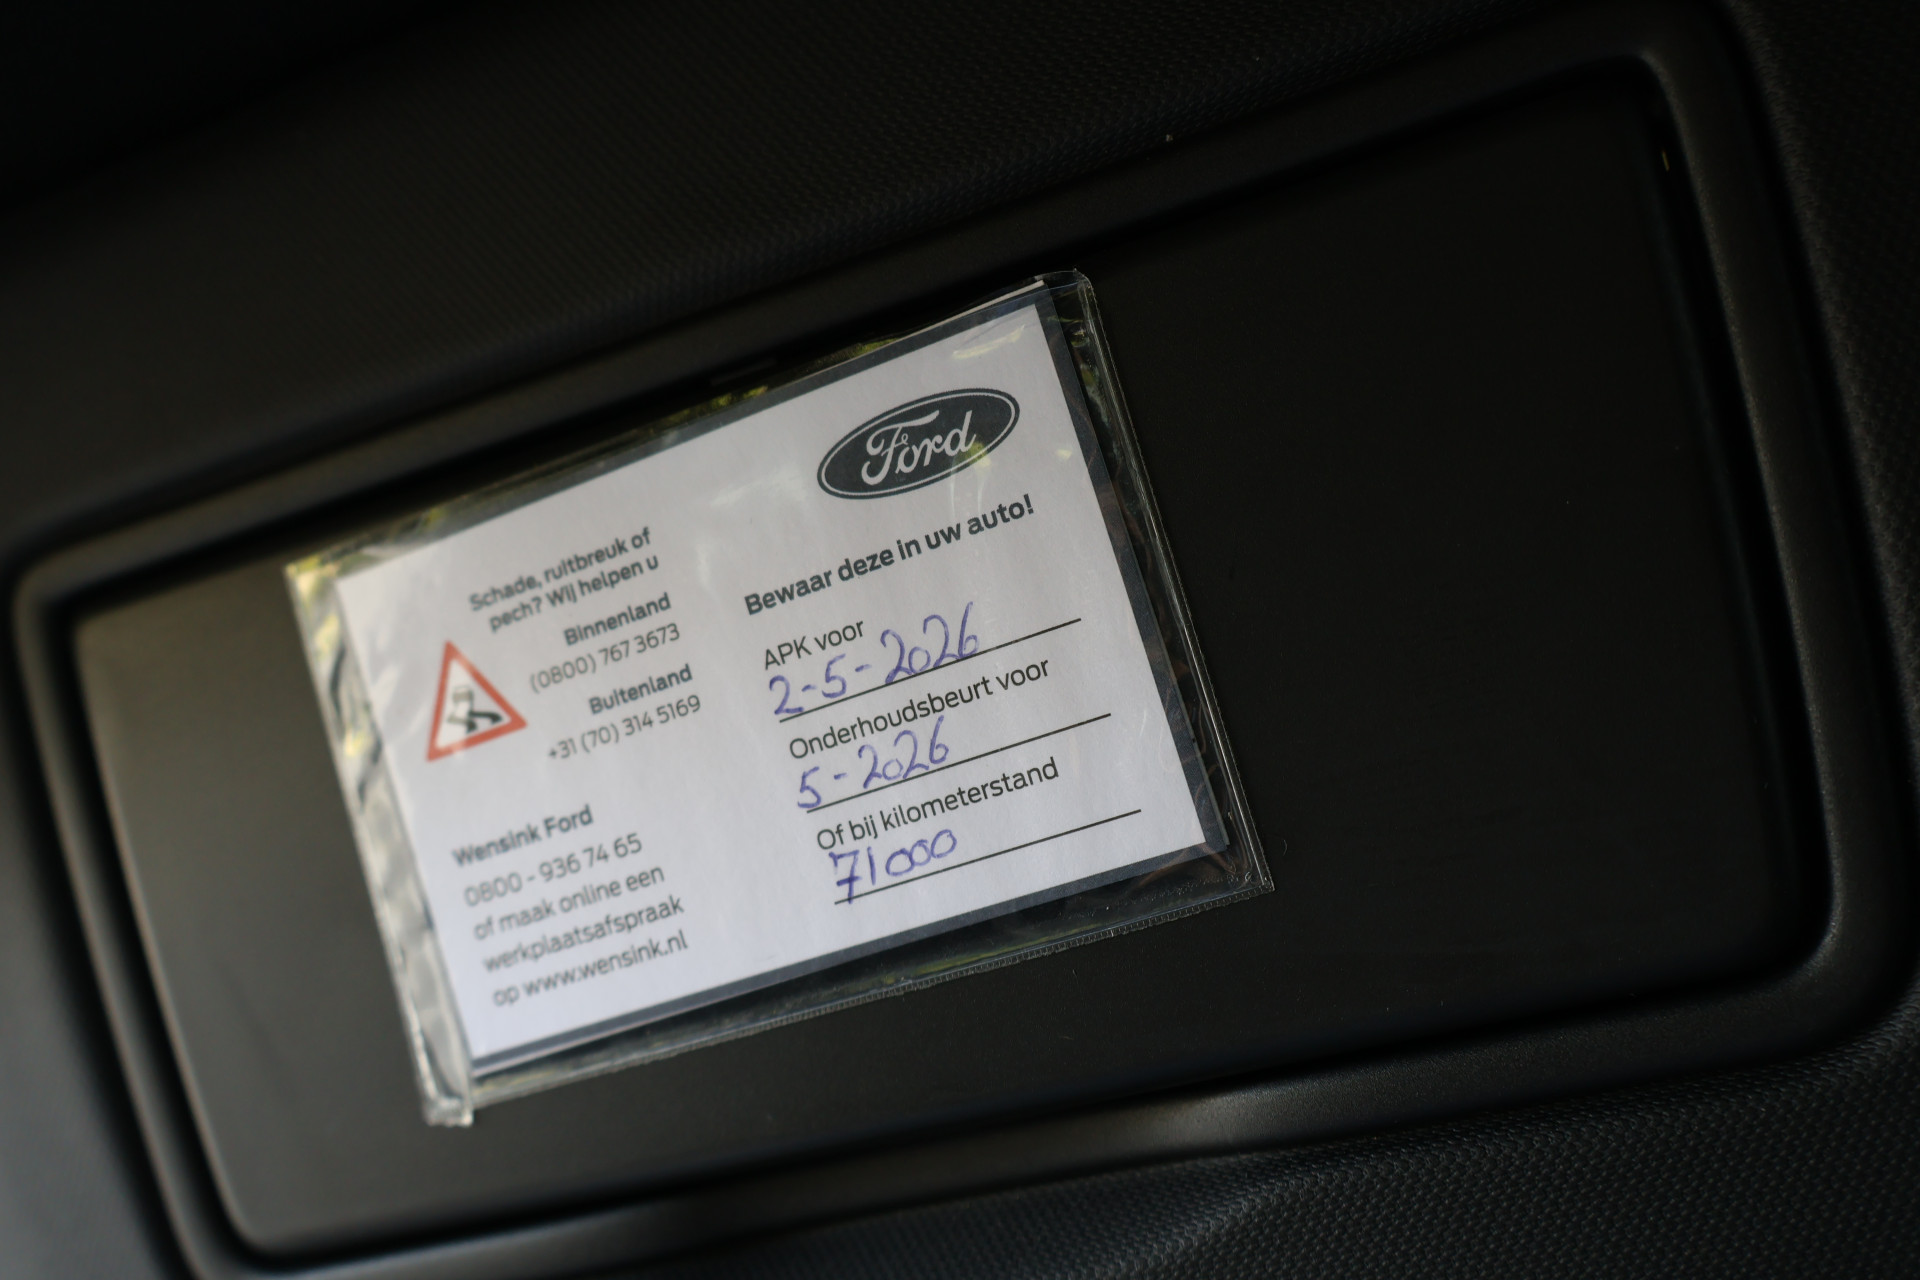 Schade, ruitbreuk of
pech? Wij helpen u
Binnenland
(0800) 767 3673
Buitenland
+31 (70) 314 5169
Wensink Ford
0800 - 936 74 65
of maak online een
werkplaatsafspraak
op www.wensink.nl
Ford
Bewaar deze in uw auto!
APK voor
2-5-2026
Onderhoudsbeurt voor
5-2026
Of bij kilometerstand
71000